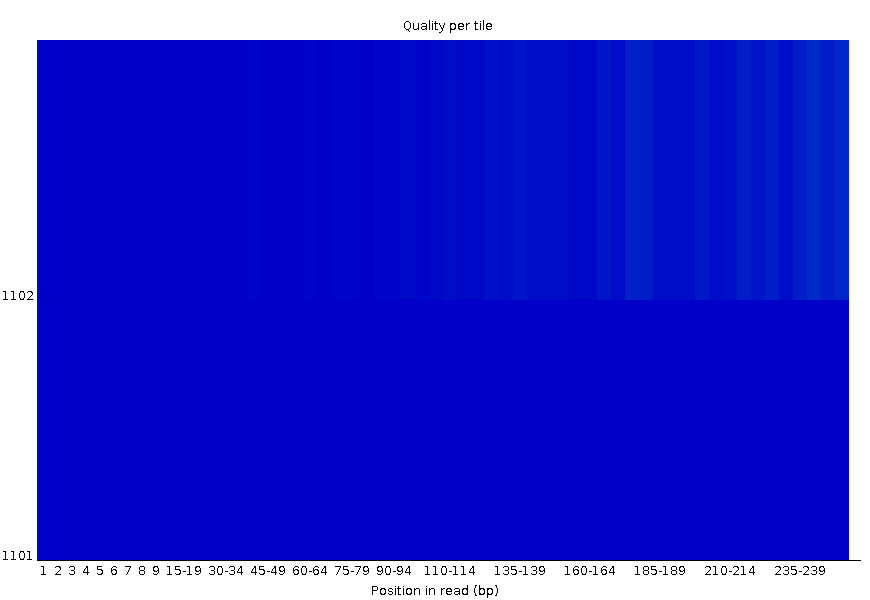 Quality per tile
1102
1101
1 2 3 4 5 6 7 8 9 15-19 30-34 45-49 60-64 75-79 90-94 110-114 135-139 160-164 185-189 210-214 235-239
Position in read (bp)